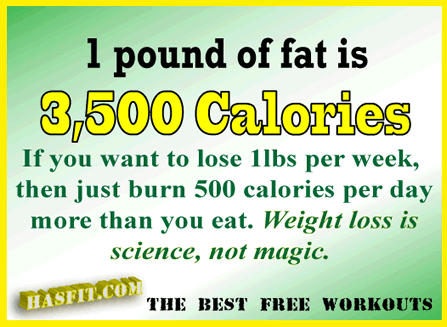 1 pound of fat is
3,500 Calories
If you want to lose 1lbs per week,
then just burn 500 calories per day
more than you eat. Weight loss is
science, not magic.
HASFIT.COM THE BEST FREE WORKOUTS